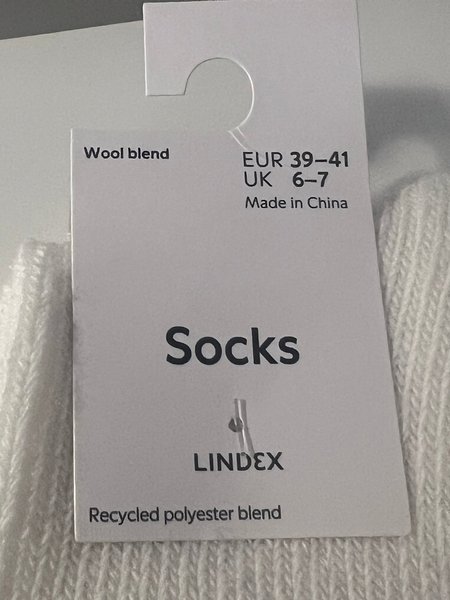 Wool blend
EUR 39–41
UK 6–7
Made in China
Socks
LINDEX
Recycled polyester blend